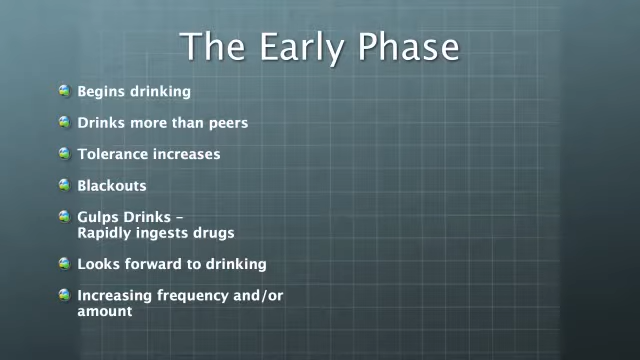 The Early Phase
Begins drinking
Drinks more than peers
Tolerance increases
Blackouts
Gulps Drinks –
Rapidly ingests drugs
Looks forward to drinking
Increasing frequency and/or
amount